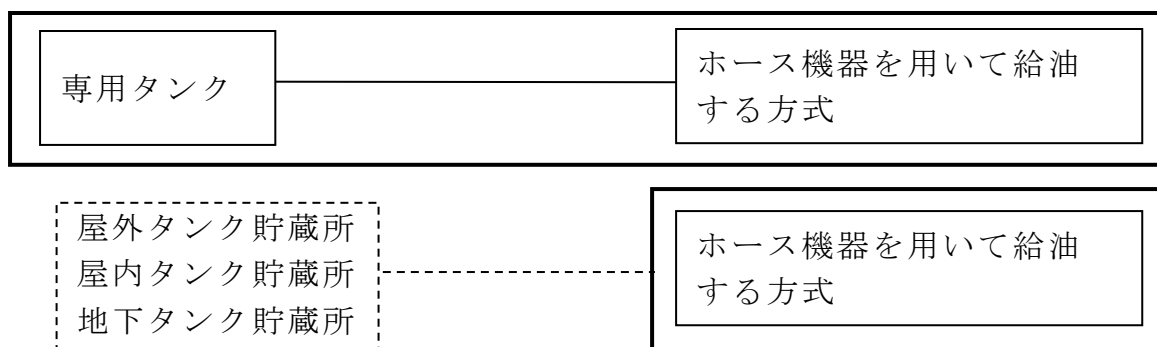 専用タンク
ホース機器を用いて給油
する方式
屋外タンク貯蔵所
屋内タンク貯蔵所
地下タンク貯蔵所
ホース機器を用いて給油
する方式